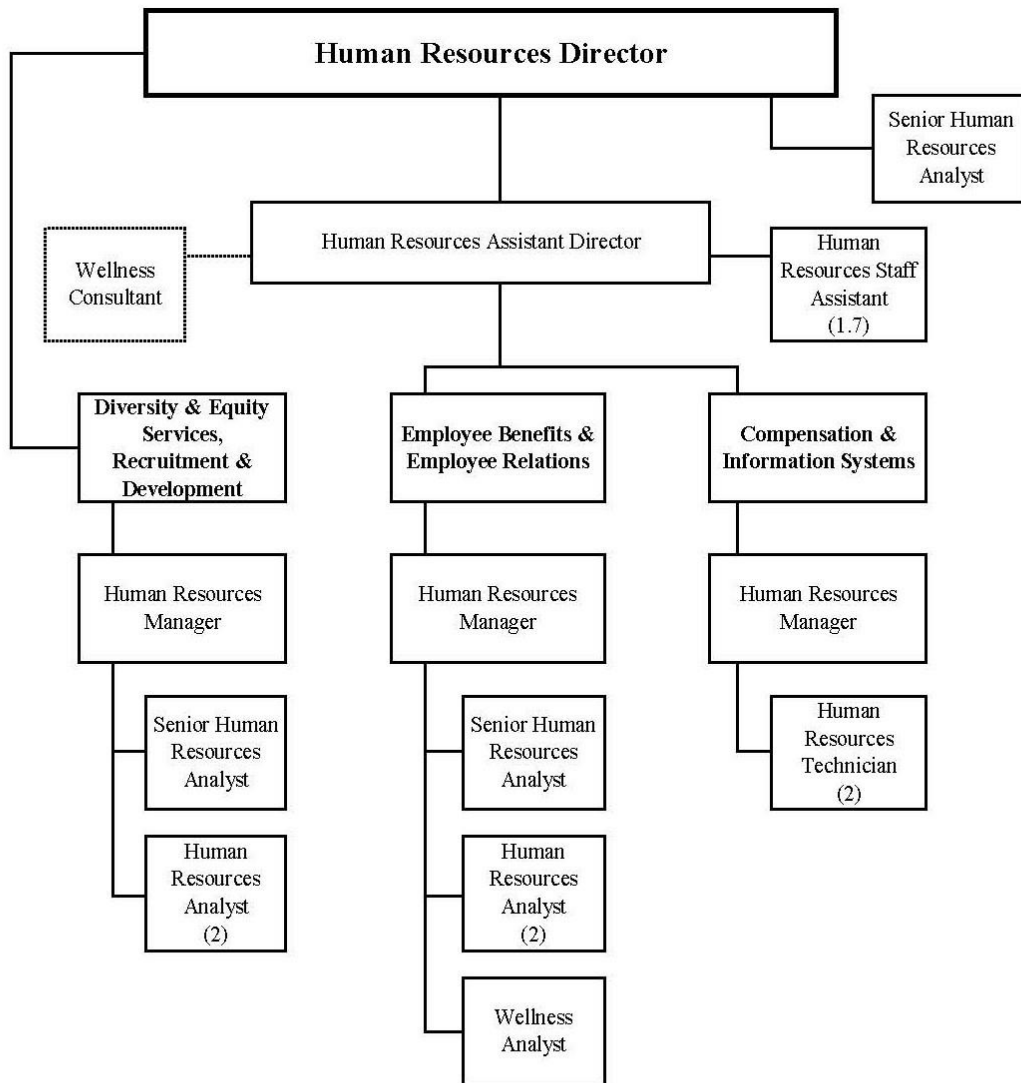 Human Resources Director
Senior Human
Resources
Analyst
Human Resources Assistant Director
Wellness
Consultant
Human
Resources Staff
Assistant
(1.7)
Diversity & Equity
Services,
Recruitment &
Development
Employee Benefits &
Employee Relations
Compensation &
Information Systems
Human Resources
Manager
Human Resources
Manager
Human Resources
Manager
Senior Human
Resources
Analyst
Senior Human
Resources
Analyst
Human
Resources
Technician
(2)
Human
Resources
Analyst
(2)
Human
Resources
Analyst
(2)
Wellness
Analyst